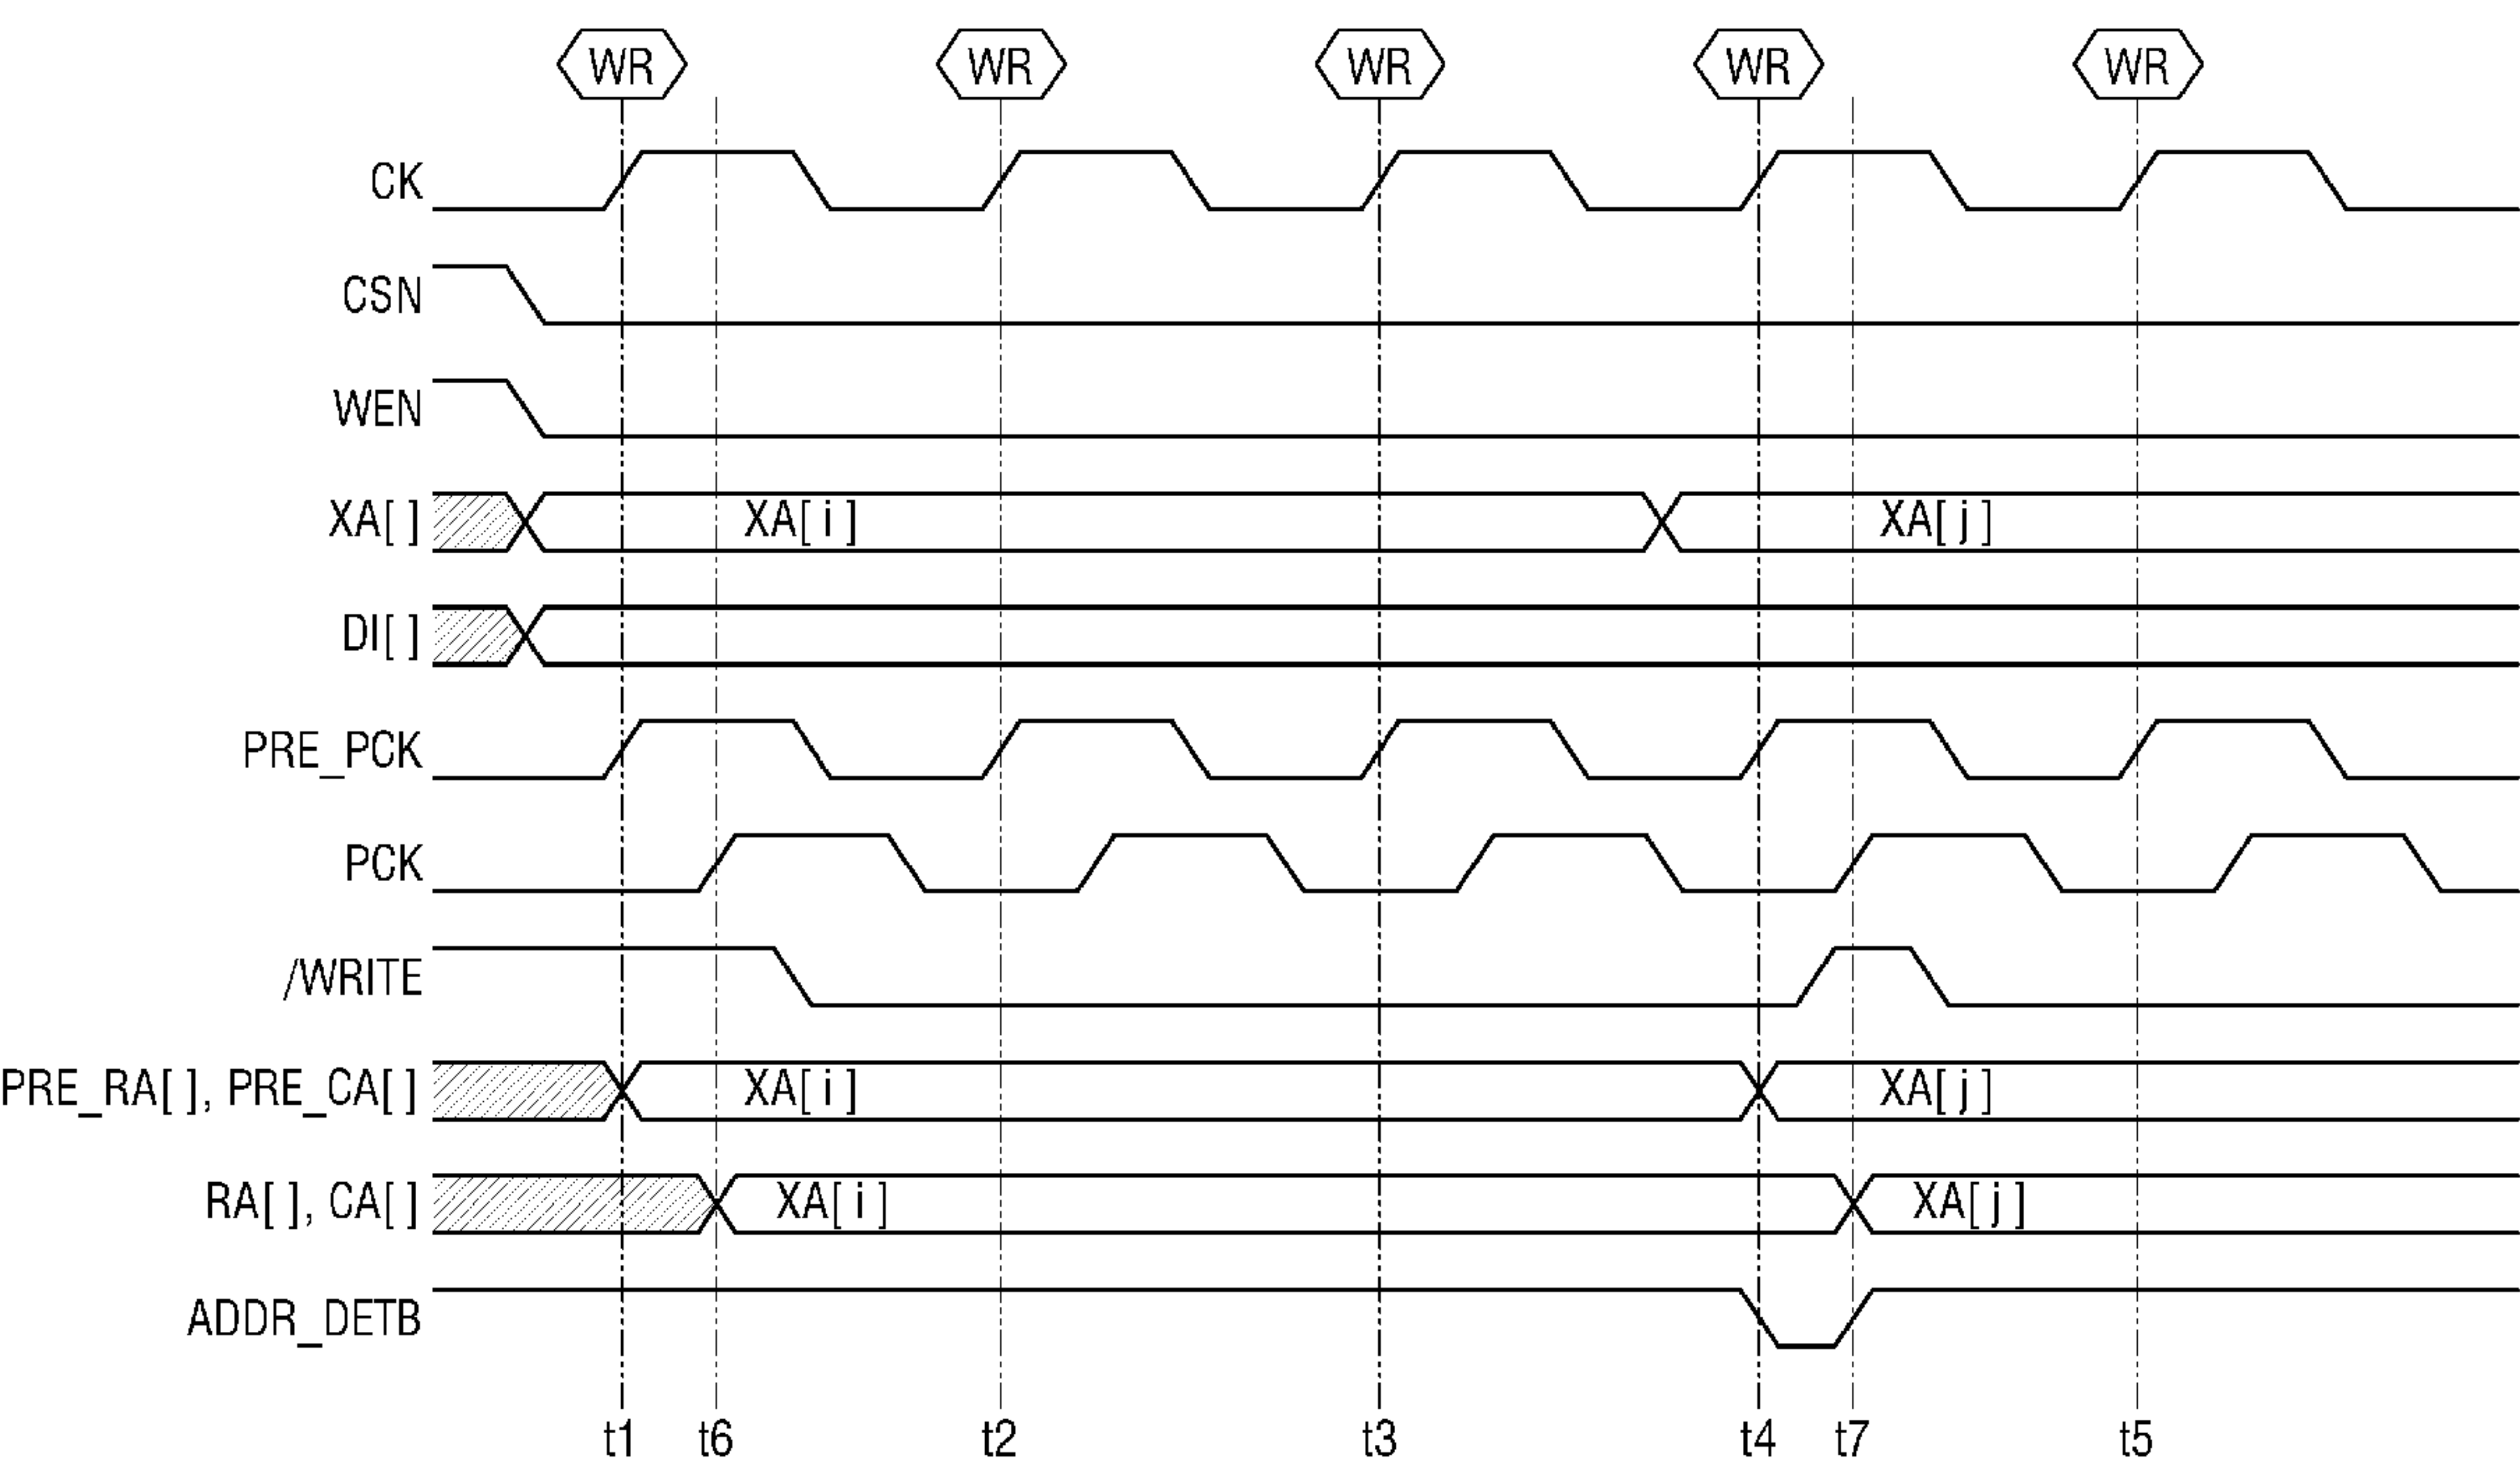 WR WR WR WR WR
CK
CSN
WEN
XA[ ] XA[ i ] XA[ j ]
DI[ ]
PRE_PCK
PCK
/WRITE
PRE_RA[ ], PRE_CA[ ] XA[ i ] XA[ j ]
RA[ ], CA[ ] XA[ i ] XA[ j ]
ADDR_DETB
t1 t6 t2 t3 t4 t7 t5